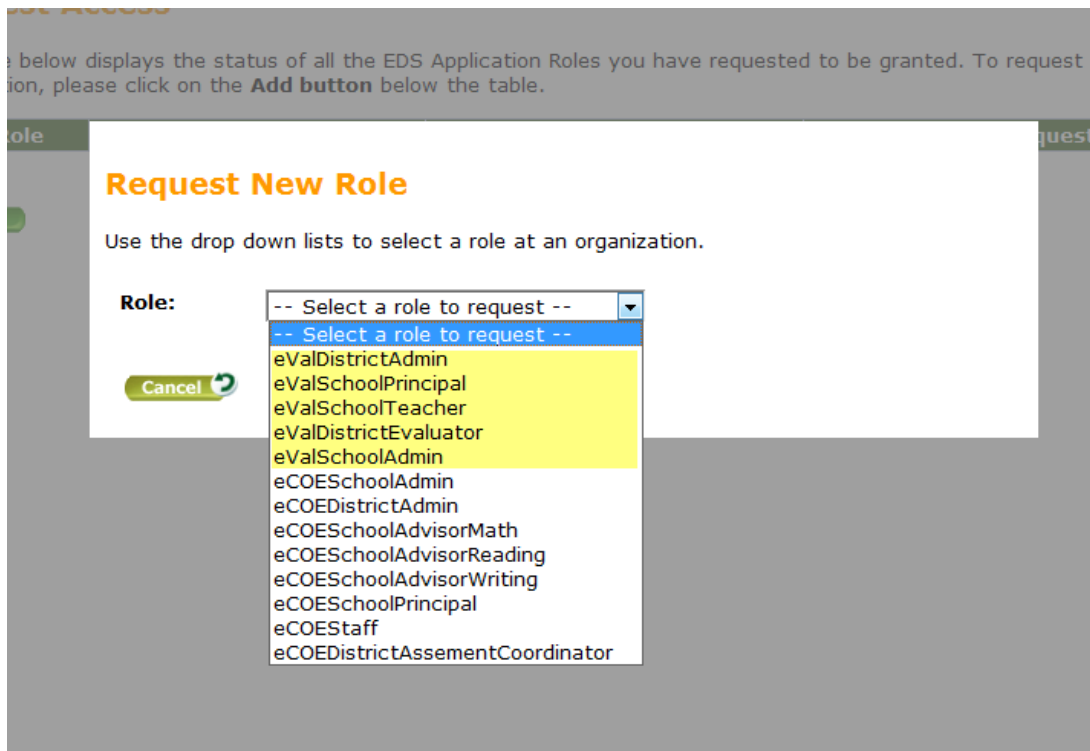 Access
below displays the status of all the EDS Application Roles you have requested to be granted. To request
please click on the Add button below the table.
Role
Request New Role
Use the drop down lists to select a role at an organization.
Role:
-- Select a role to request --
-- Select a role to request --
eValDistrictAdmin
eValSchoolPrincipal
eValSchoolTeacher
eValDistrictEvaluator
eValSchoolAdmin
eCOESchoolAdmin
eCOEDistrictAdmin
eCOESchoolAdvisorMath
eCOESchoolAdvisorReading
eCOESchoolAdvisorWriting
eCOESchoolPrincipal
eCOEStaff
eCOEDistrictAssementCoordinator
Cancel